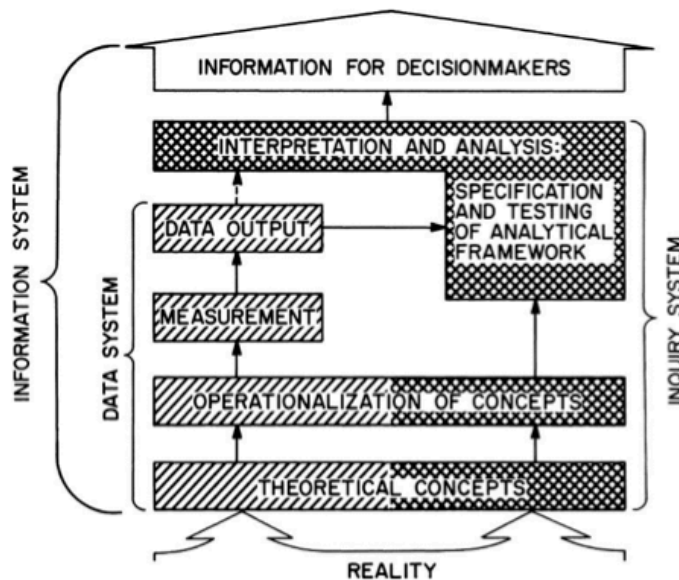 INFORMATION FOR DECISIONMAKERS
INTERPRETATION AND ANALYSIS:
SPECIFICATION
AND TESTING
OF ANALYTICAL
FRAMEWORK
DATA OUTPUT
MEASUREMENT
OPERATIONALIZATION OF CONCEPTS
THEORETICAL CONCEPTS
REALITY
INFORMATION SYSTEM
DATA SYSTEM
INQUIRY SYSTEM